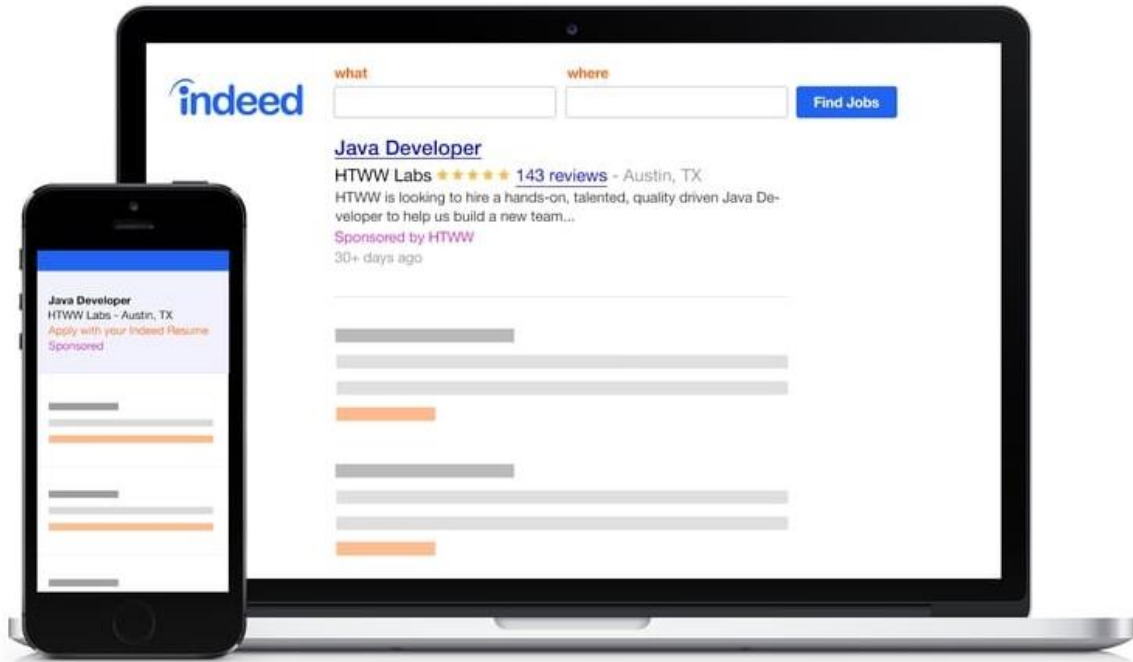 what where
indeed
Find Jobs
Java Developer
HTWW Labs ★★★★★ 143 reviews - Austin, TX
HTWW is looking to hire a hands-on, talented, quality driven Java De-
veloper to help us build a new team...
Sponsored by HTWW
30+ days ago
Java Developer
HTWW Labs - Austin, TX
Apply with your Indeed Resume
Sponsored